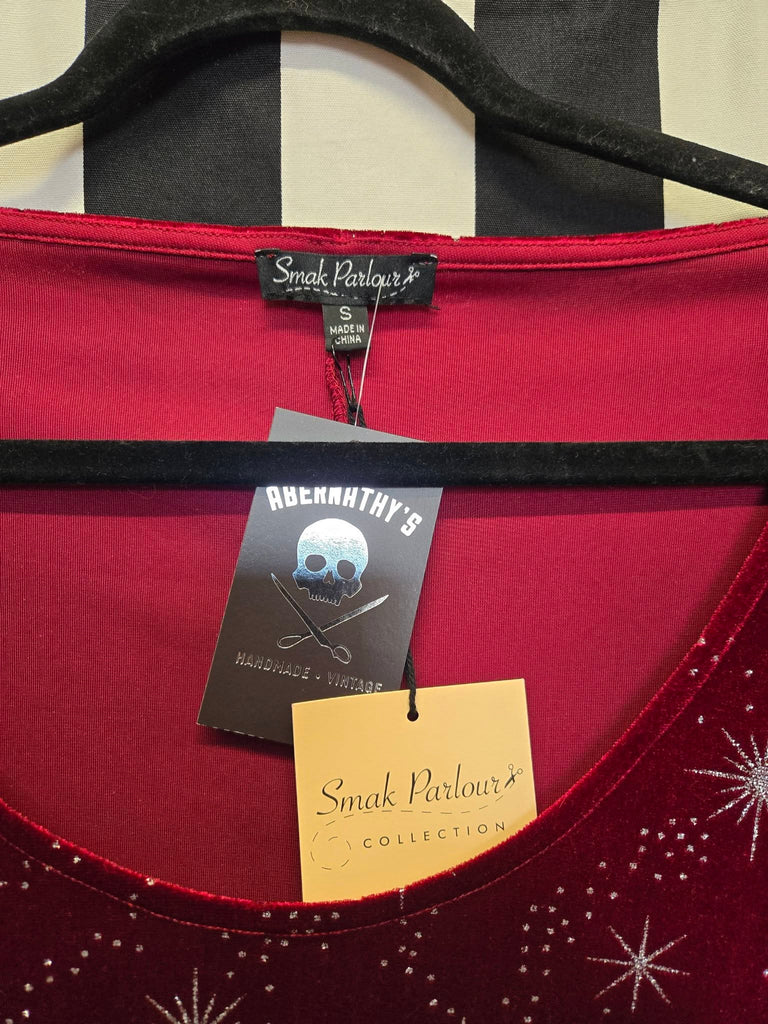 Smak Parlour
S
MADE IN
CHINA
ABERNATHY'S
HANDMADE • VINTAGE
Smak Parlour
COLLECTION